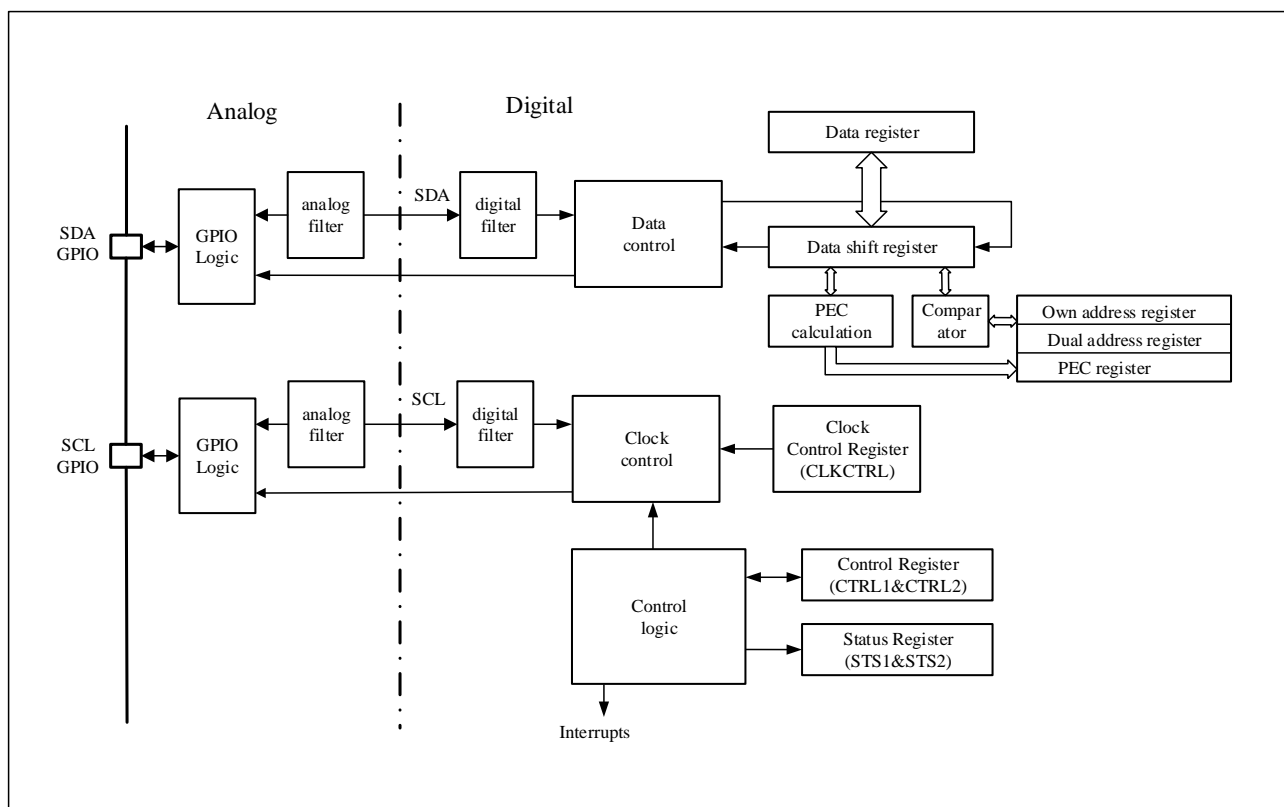 Analog
Digital
Data register
SDA
GPIO
GPIO
Logic
analog
filter
SDA
digital
filter
Data
control
Data shift register
PEC
calculation
Compar
ator
Own address register
Dual address register
PEC register
SCL
GPIO
GPIO
Logic
analog
filter
SCL
digital
filter
Clock
control
Clock
Control Register
(CLKCTRL)
Control
logic
Control Register
(CTRL1&CTRL2)
Status Register
(STS1&STS2)
Interrupts